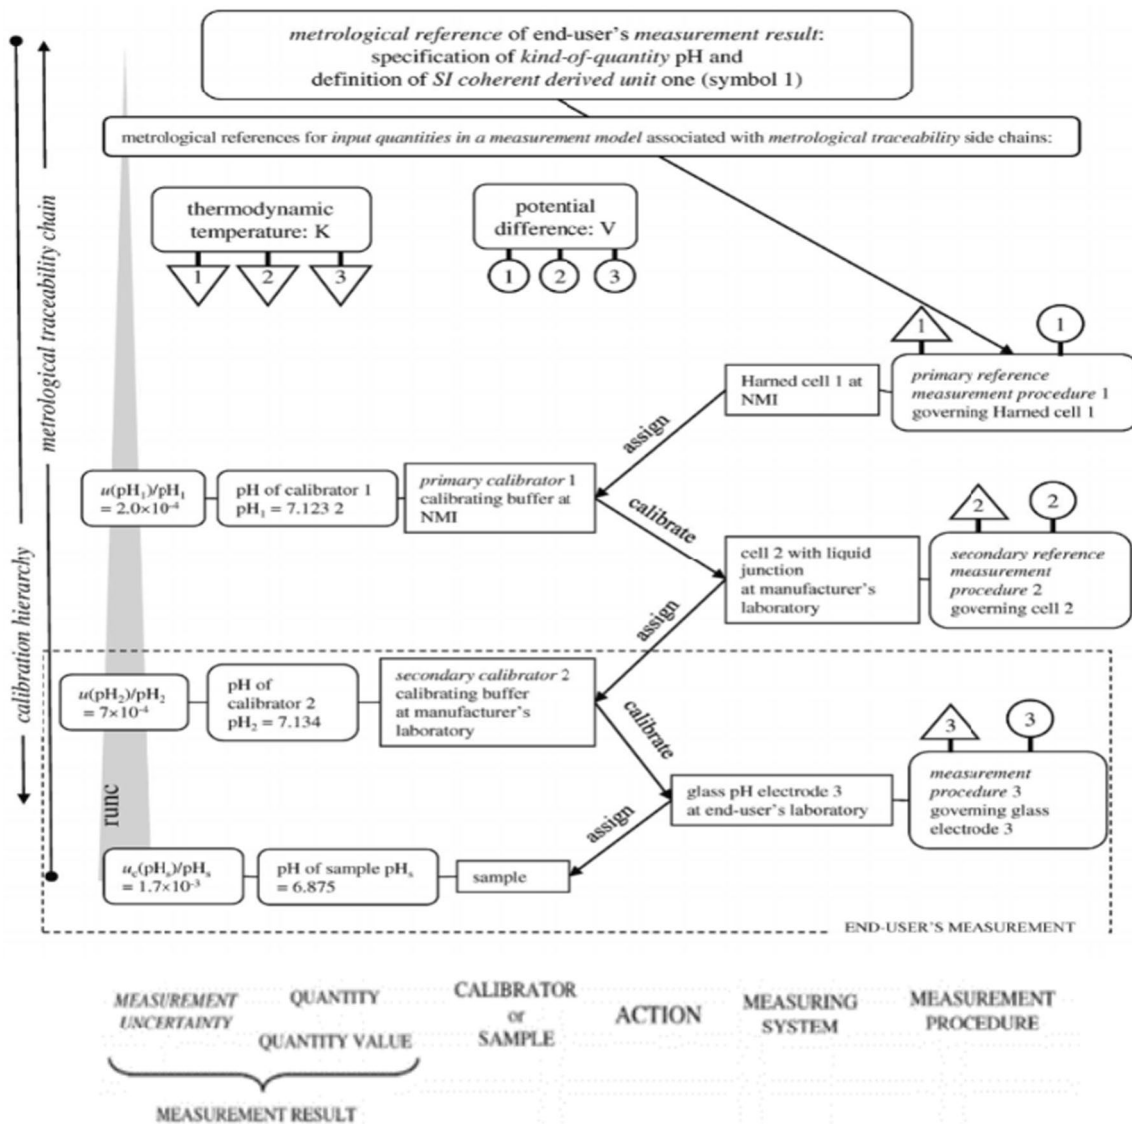 metrological reference of end-user's measurement result:
specification of kind-of-quantity pH and
definition of SI coherent derived unit one (symbol 1)
metrological references for input quantities in a measurement model associated with metrological traceability side chains:
metrological traceability chain
calibration hierarchy
thermodynamic
temperature: K
1
2
3
potential
difference: V
1
2
3
1
1
Harned cell 1 at
NMI
primary reference
measurement procedure 1
governing Harned cell 1
assign
u(pH₁)/pH₁
= 2.0×10⁻⁴
pH of calibrator 1
pH₁ = 7.123 2
primary calibrator 1
calibrating buffer at
NMI
calibrate
2
2
cell 2 with liquid
junction
at manufacturer's
laboratory
secondary reference
measurement
procedure 2
governing cell 2
assign
u(pH₂)/pH₂
= 7×10⁻⁴
pH of
calibrator 2
pH₂ = 7.134
secondary calibrator 2
calibrating buffer
at manufacturer's
laboratory
calibrate
3
3
glass pH electrode 3
at end-user's laboratory
measurement
procedure 3
governing glass
electrode 3
runc
assign
u꜀(pHₛ)/pHₛ
= 1.7×10⁻³
pH of sample pHₛ
= 6.875
sample
END-USER'S MEASUREMENT
MEASUREMENT
UNCERTAINTY
QUANTITY
QUANTITY VALUE
CALIBRATOR
or
SAMPLE
ACTION
MEASURING
SYSTEM
MEASUREMENT
PROCEDURE
MEASUREMENT RESULT